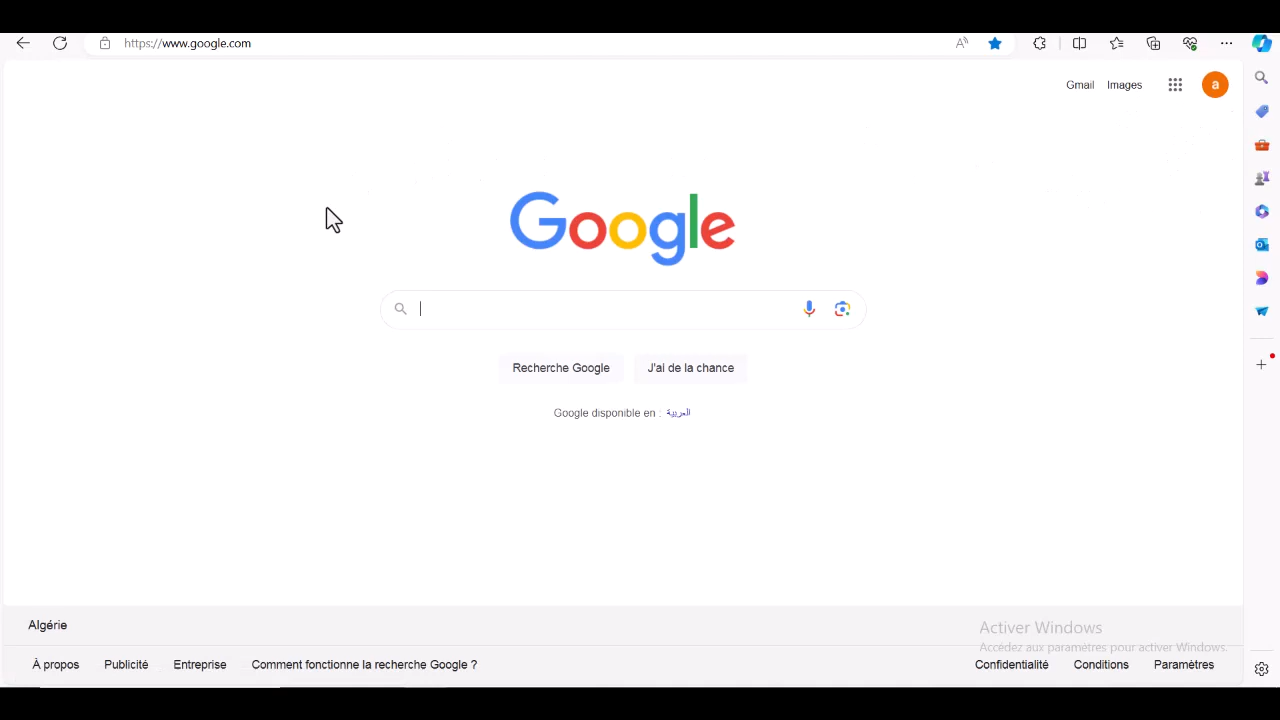 https://www.google.com
Gmail Images a
Google
Recherche Google J'ai de la chance
Google disponible en : العربية
Algérie
Activer Windows
Accédez aux paramètres pour activer Windows.
À propos Publicité Entreprise Comment fonctionne la recherche Google ? Confidentialité Conditions Paramètres